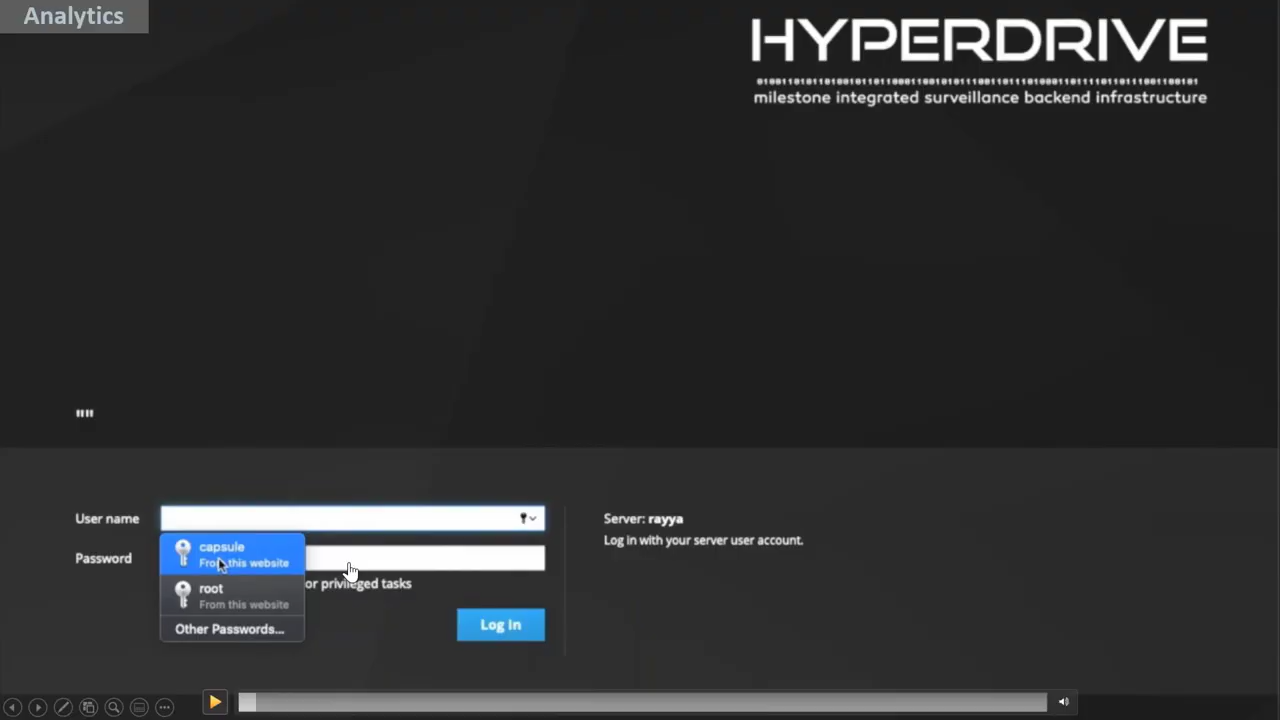 Analytics
HYPERDRIVE
milestone integrated surveillance backend infrastructure
""
User name
capsule
From this website
Password
root
From this website
or privileged tasks
Other Passwords...
Log In
Server: rayya
Log in with your server user account.